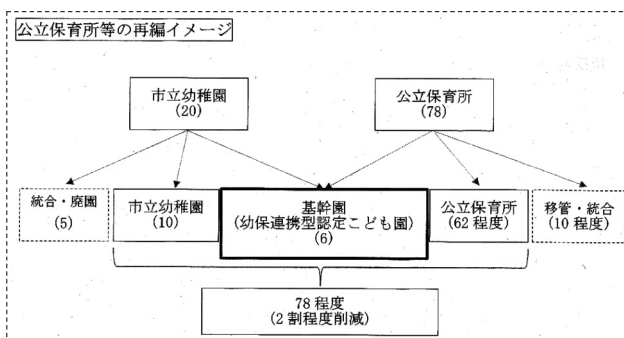 公立保育所等の再編イメージ
市立幼稚園
(20)
公立保育所
(78)
統合・廃園
(5)
市立幼稚園
(10)
基幹園
(幼保連携型認定こども園)
(6)
公立保育所
(62 程度)
移管・統合
(10 程度)
78 程度
(2 割程度削減)